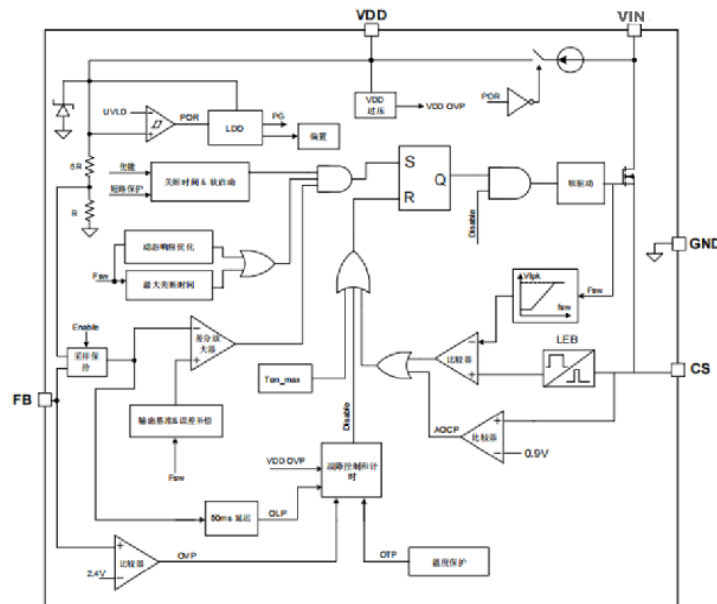 VDD
VIN
UVLO
POR
LDD
PG
偏置
VDD
过压
VDD OVP
POR
6R
R
使能
短路保护
关断时间 & 软启动
S
R
Q
Disable
软驱动
GND
动态响应优化
最大关断时间
Fsw
Vipk
fsw
Fsw
Enable
采样保
持
差分放
大器
比较器
LEB
CS
FB
Ton_max
输出基准&误差补偿
Fsw
Disable
AOCP
比较器
0.9V
VDD OVP
故障控制和计
时
50ms 延迟
OLP
比较器
2.4V
OVP
OTP
温度保护